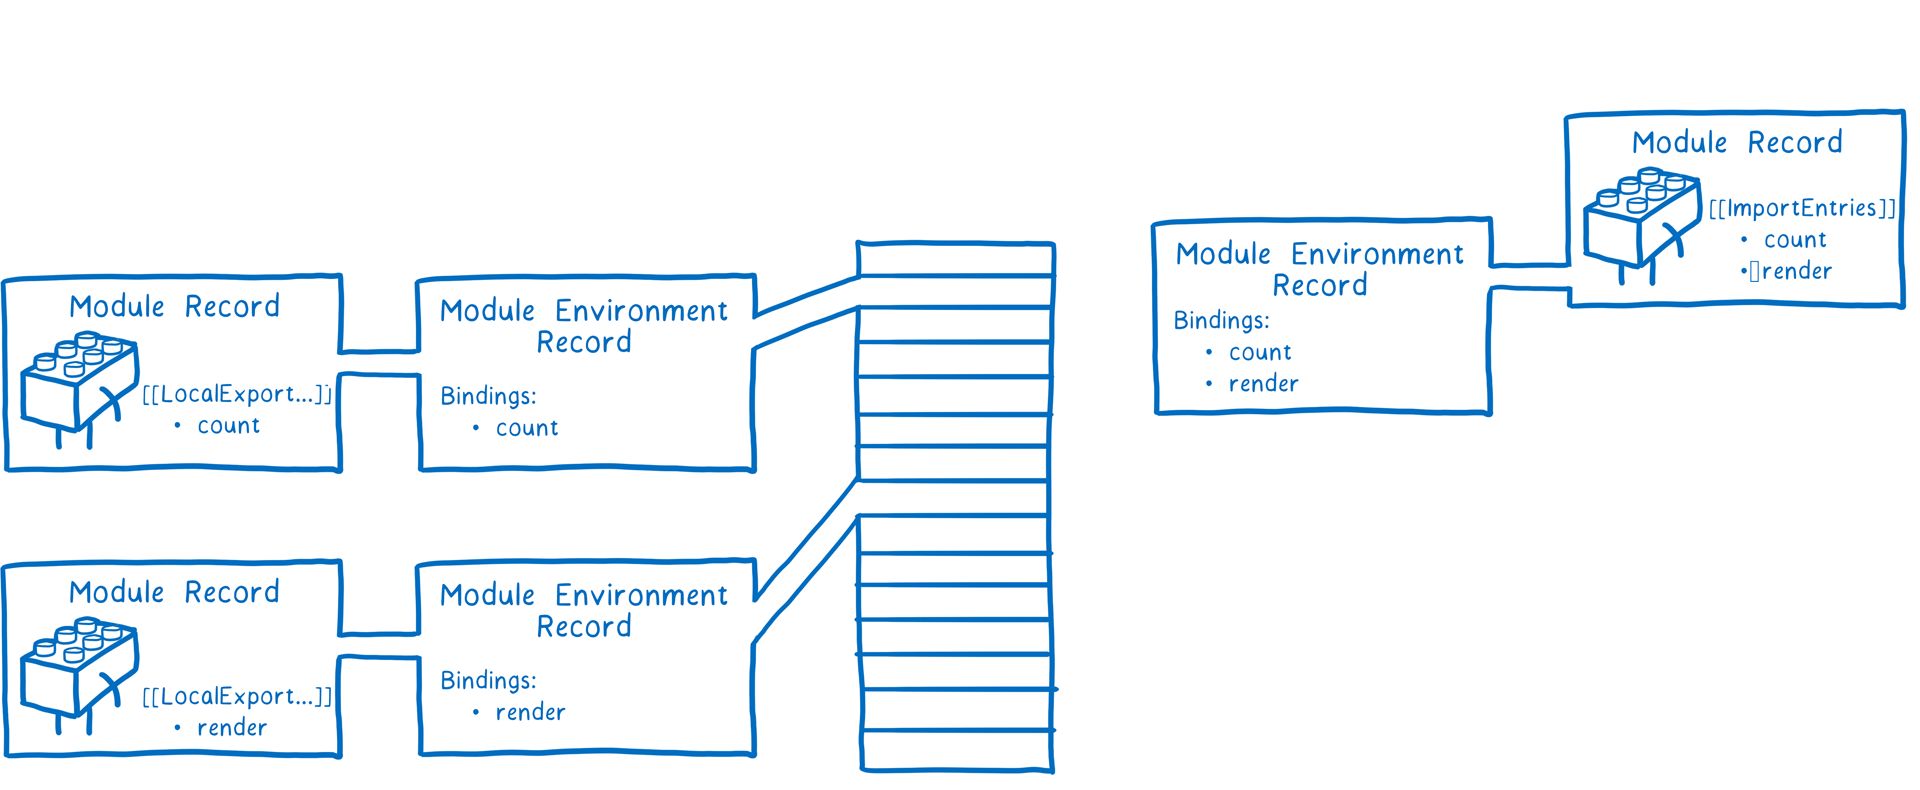 Module Record
[[ImportEntries]]
• count
• render
Module Environment
Record
Bindings:
• count
• render
Module Record
[[LocalExport...]]
• count
Module Environment
Record
Bindings:
• count
Module Record
[[LocalExport...]]
• render
Module Environment
Record
Bindings:
• render